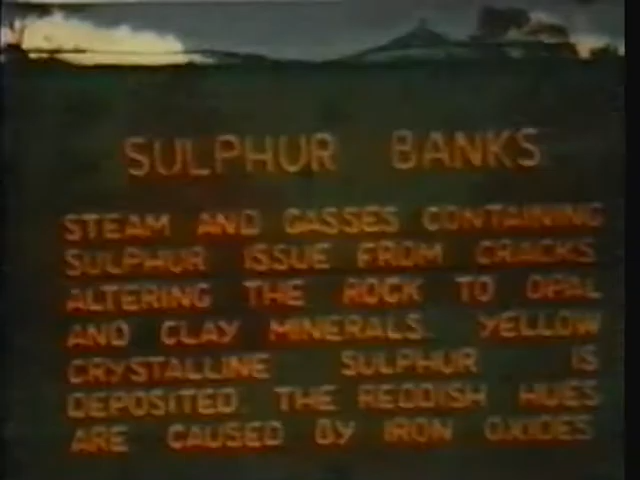 SULPHUR BANKS
STEAM AND GASSES CONTAINING
SULPHUR ISSUE FROM CRACKS
ALTERING THE ROCK TO OPAL
AND CLAY MINERALS. YELLOW
CRYSTALLINE SULPHUR IS
DEPOSITED. THE REDDISH HUES
ARE CAUSED BY IRON OXIDES